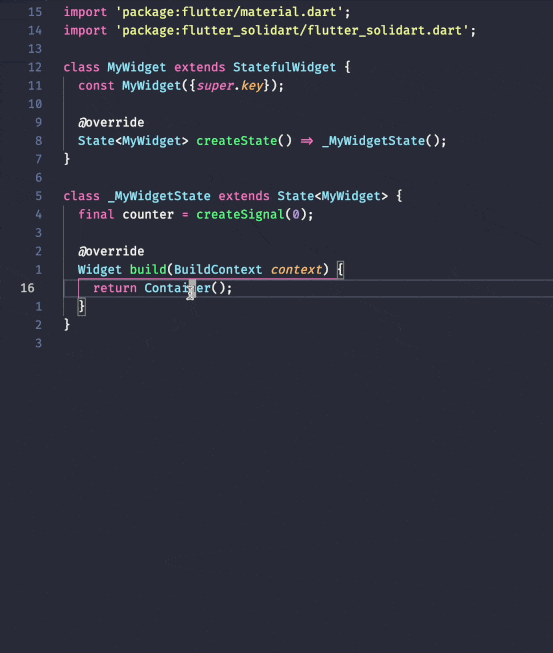 15 import 'package:flutter/material.dart';
14 import 'package:flutter_solidart/flutter_solidart.dart';
13
12 class MyWidget extends StatefulWidget {
11   const MyWidget({super.key});
10
9   @override
8   State<MyWidget> createState() => _MyWidgetState();
7 }
6
5 class _MyWidgetState extends State<MyWidget> {
4   final counter = createSignal(0);
3
2   @override
1   Widget build(BuildContext context) {
16     return Container();
1   }
2 }
3